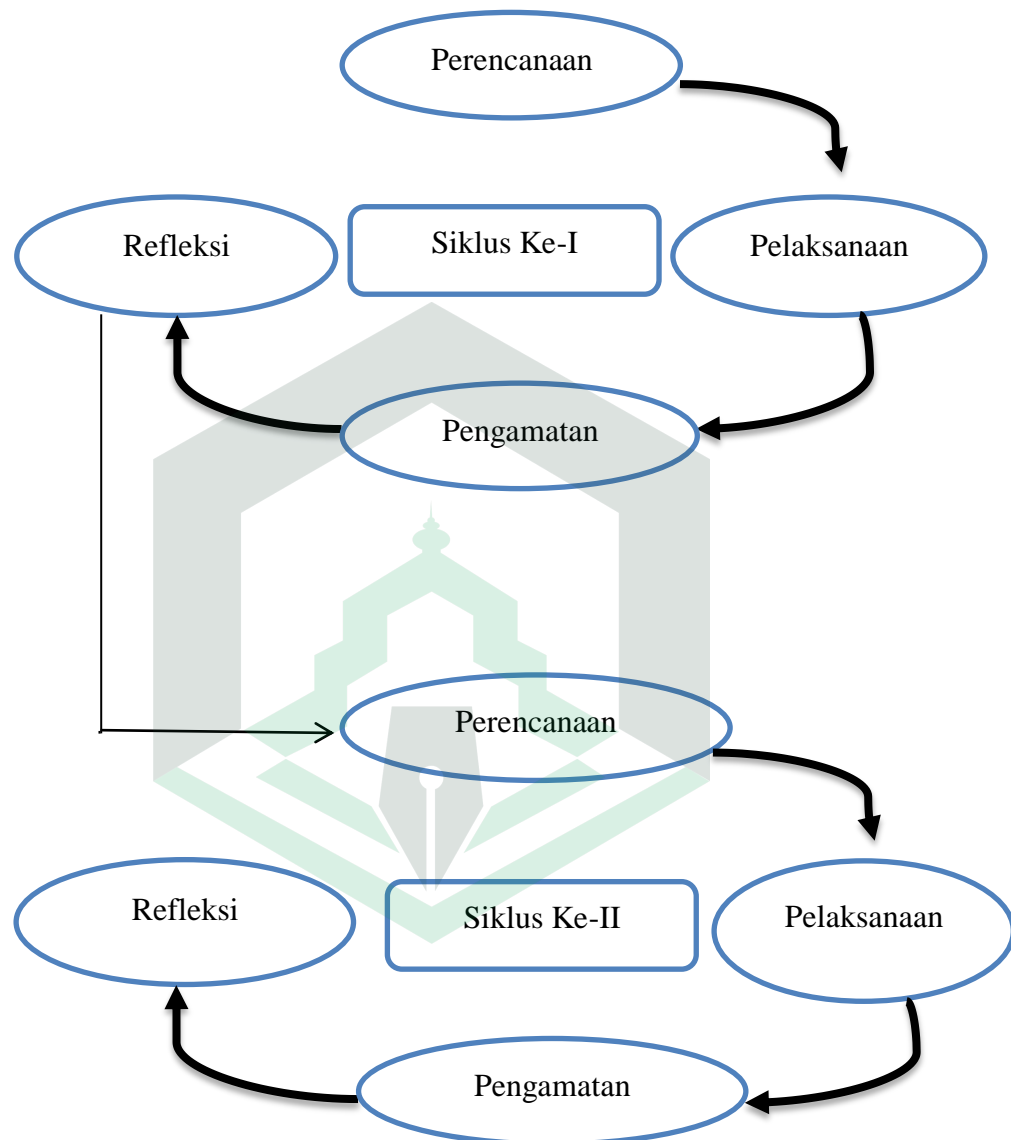 Perencanaan
Refleksi
Siklus Ke-I
Pelaksanaan
Pengamatan
Perencanaan
Refleksi
Siklus Ke-II
Pelaksanaan
Pengamatan